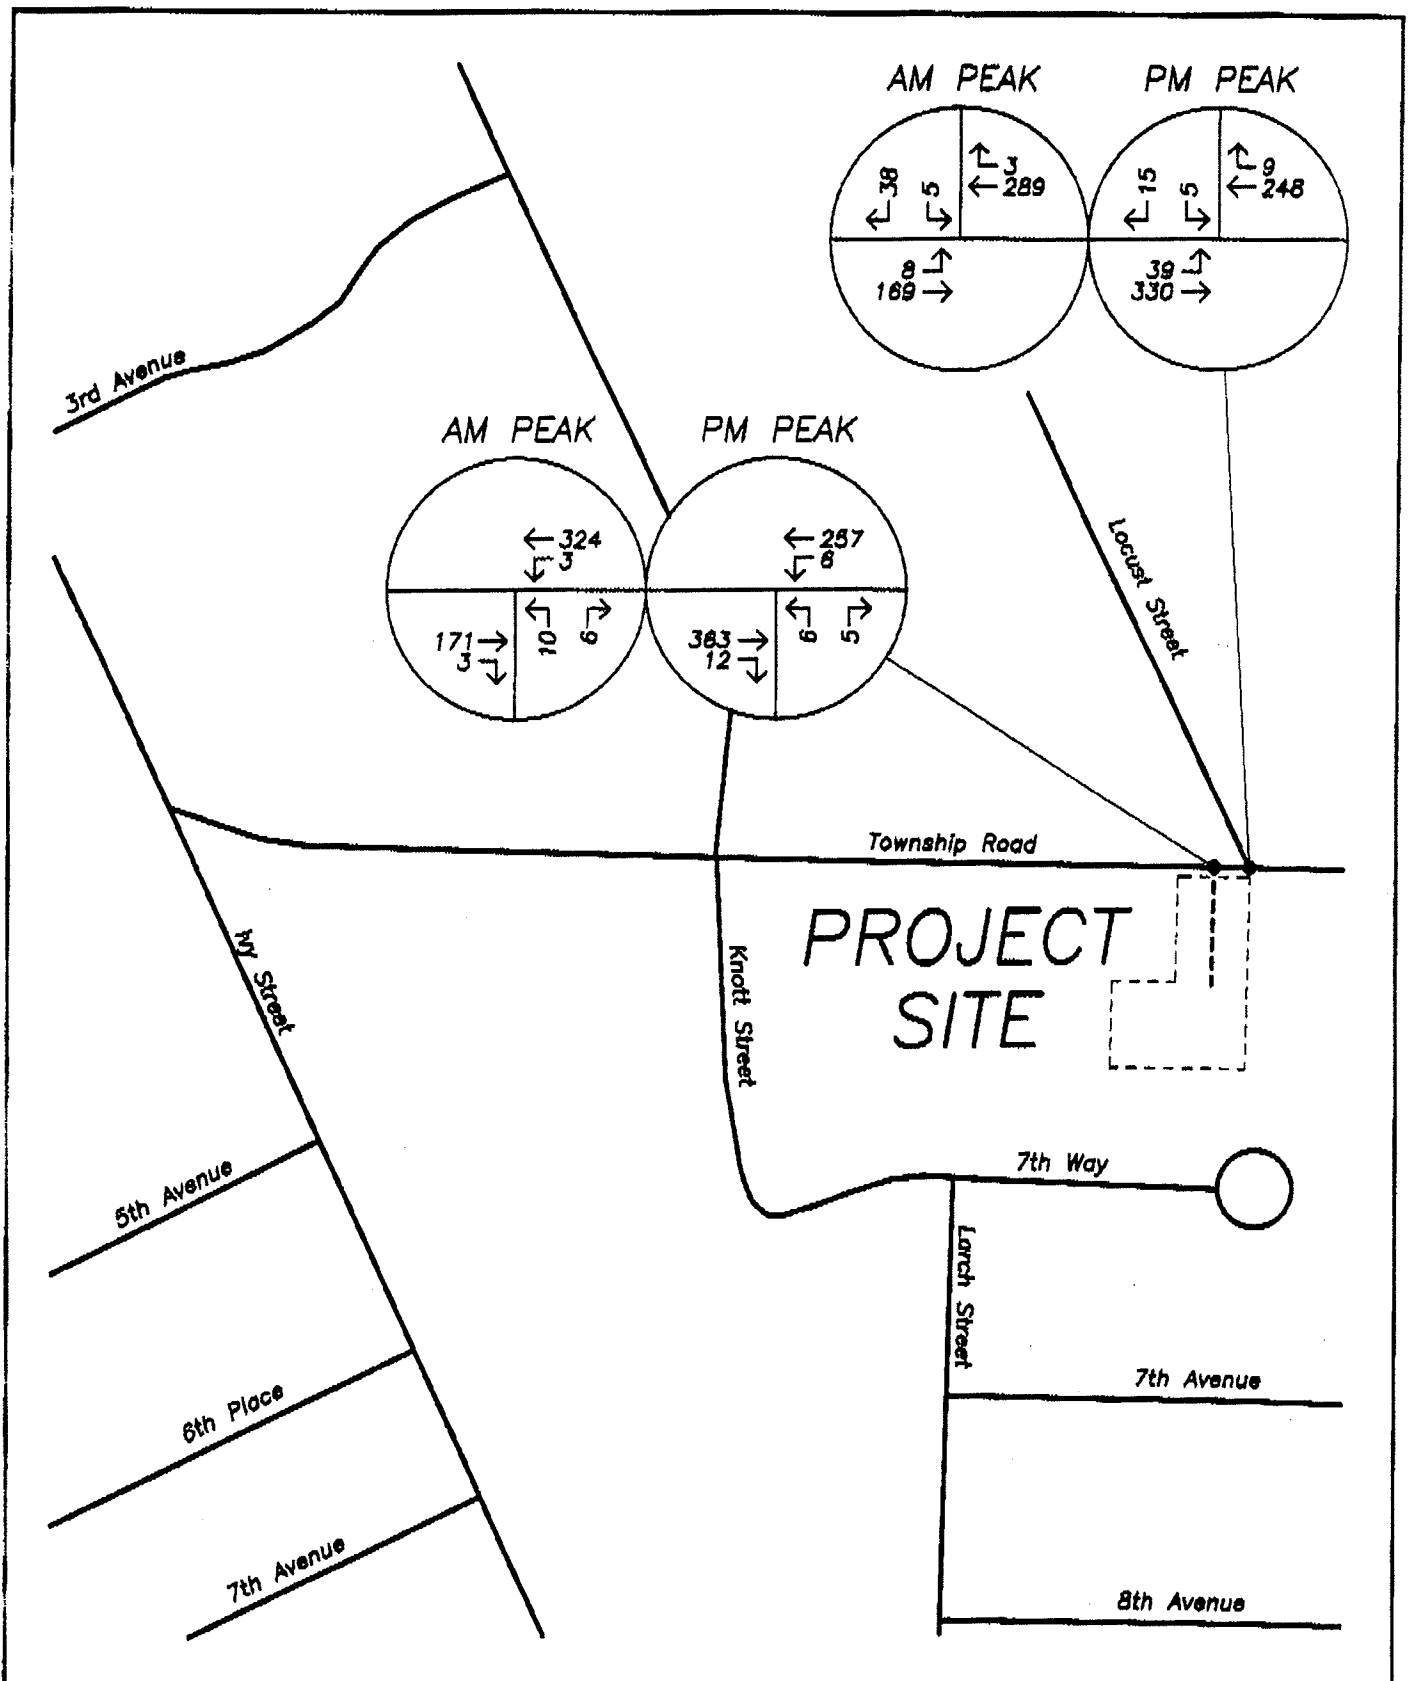 AM PEAK PM PEAK
38 5 3
289
8
169
15 5 9
248
39
330
3rd Avenue
AM PEAK PM PEAK
324
3
171
3
10 6
257
8
383
12
6 5
Locust Street
Township Road
PROJECT
SITE
Ivy Street
Knott Street
7th Way
5th Avenue
Larch Street
7th Avenue
6th Place
7th Avenue
8th Avenue